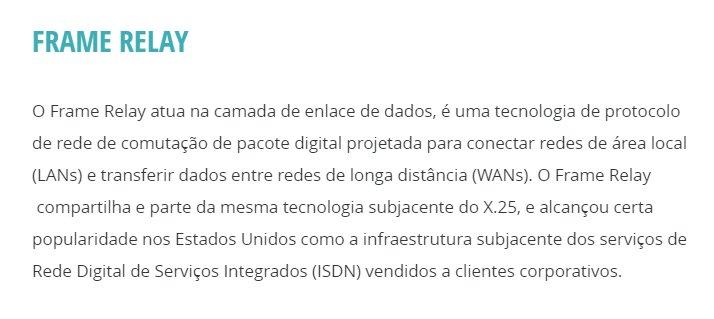 FRAME RELAY
O Frame Relay atua na camada de enlace de dados, é uma tecnologia de protocolo
de rede de comutação de pacote digital projetada para conectar redes de área local
(LANs) e transferir dados entre redes de longa distância (WANs). O Frame Relay
compartilha e parte da mesma tecnologia subjacente do X.25, e alcançou certa
popularidade nos Estados Unidos como a infraestrutura subjacente dos serviços de
Rede Digital de Serviços Integrados (ISDN) vendidos a clientes corporativos.